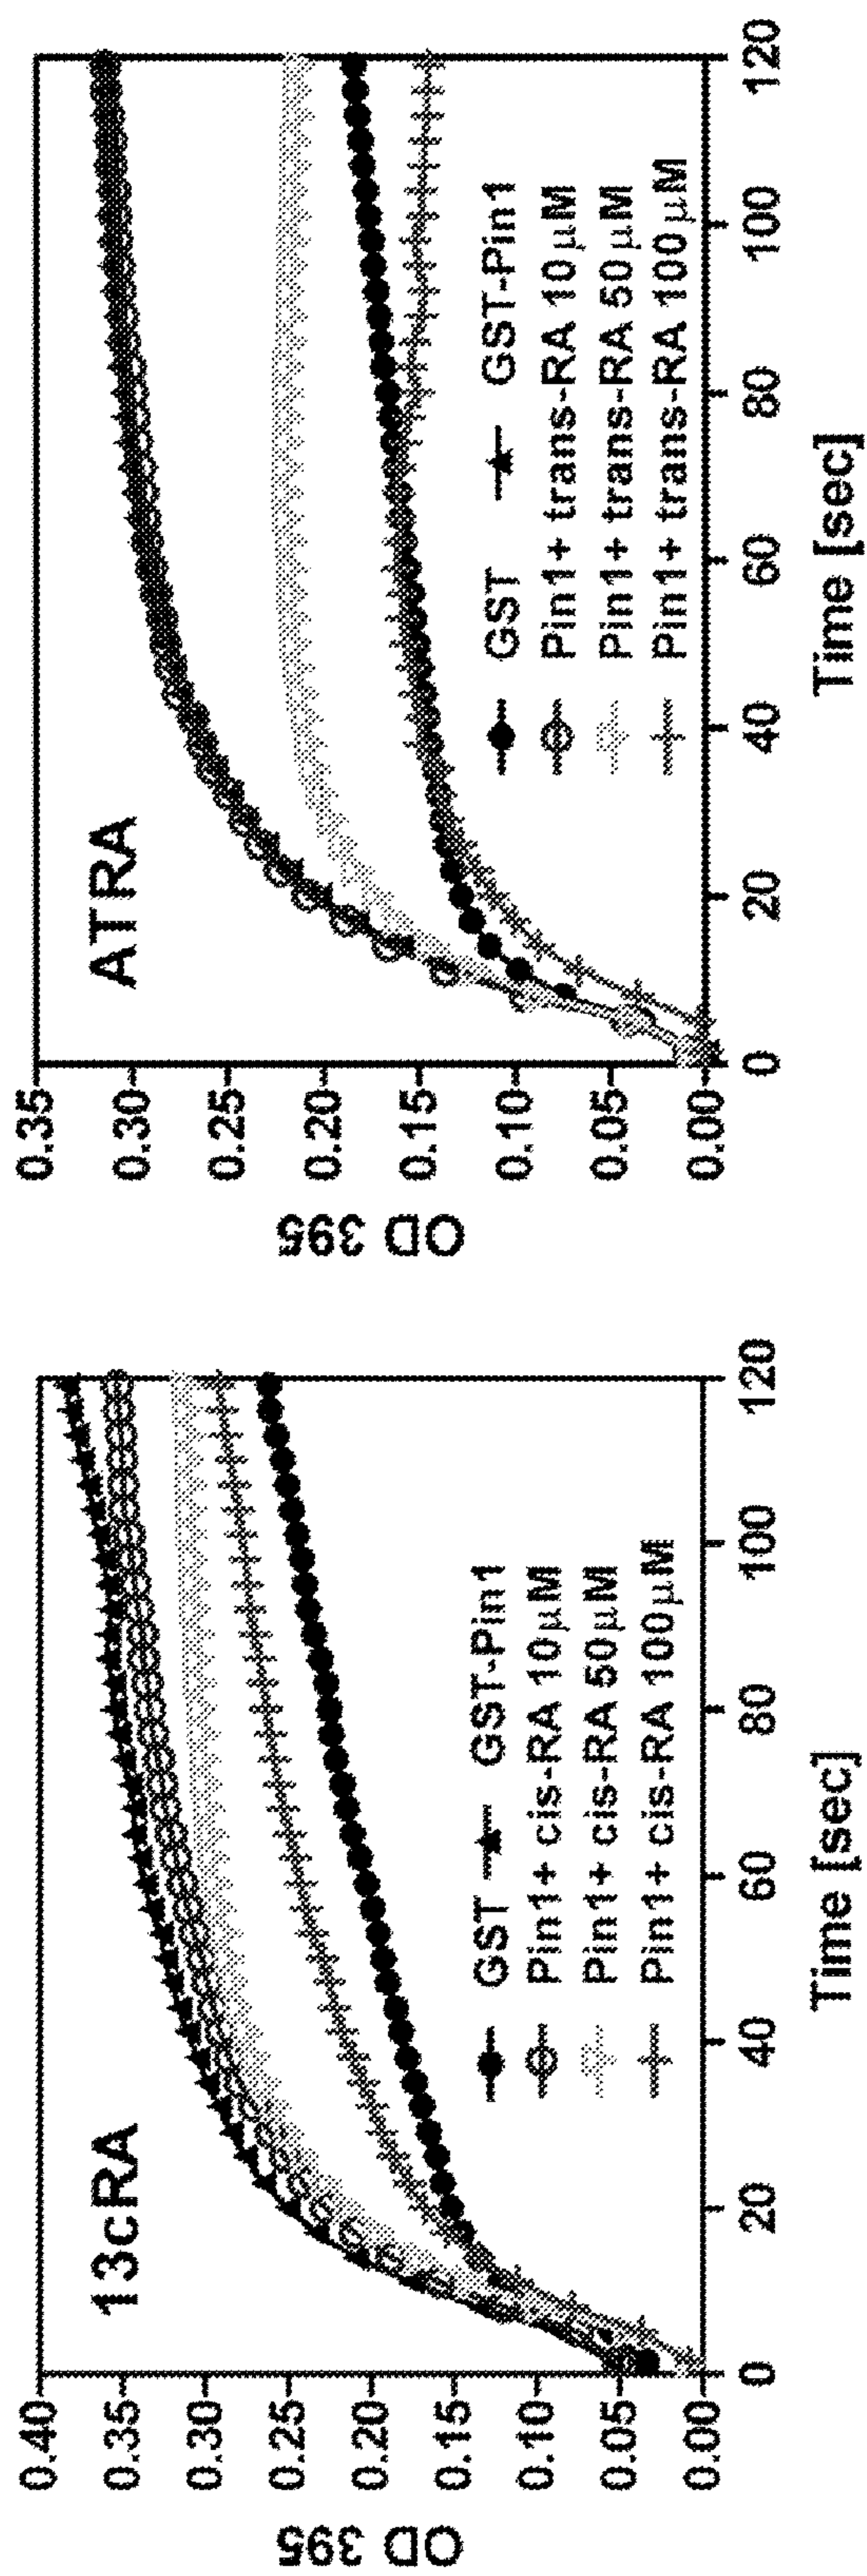 13cRA
OD 395
0.40
0.35
0.30
0.25
0.20
0.15
0.10
0.05
0.00
GST GST-Pin1
Pin1+ cis-RA 10μM
Pin1+ cis-RA 50μM
Pin1+ cis-RA 100μM
0 20 40 60 80 100 120
Time [sec]
ATRA
OD 395
0.35
0.30
0.25
0.20
0.15
0.10
0.05
0.00
GST GST-Pin1
Pin1+ trans-RA 10μM
Pin1+ trans-RA 50μM
Pin1+ trans-RA 100μM
0 20 40 60 80 100 120
Time [sec]